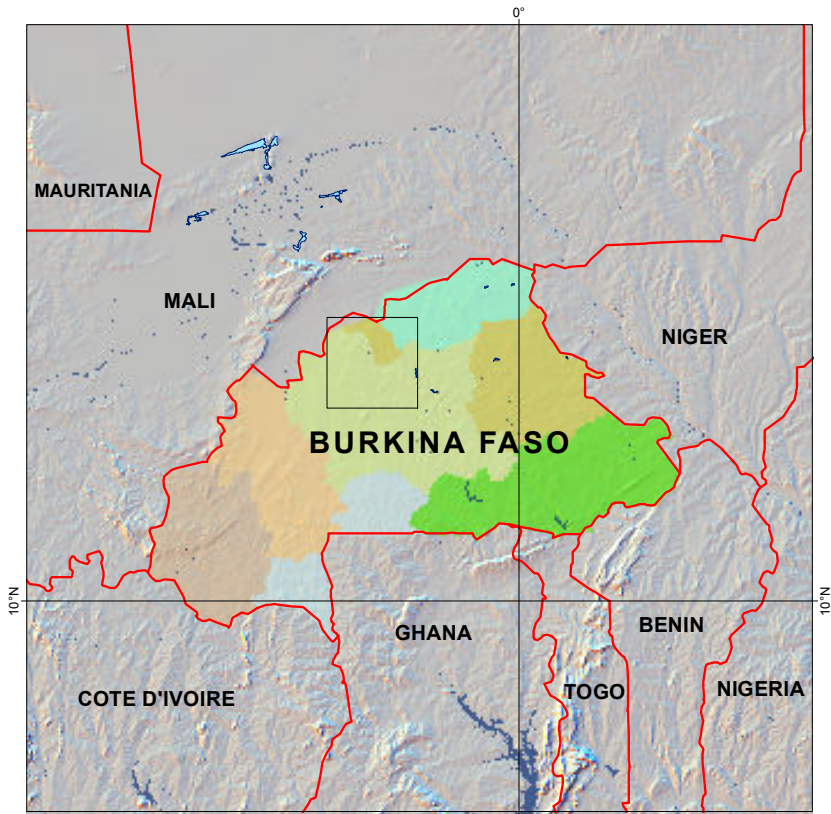 0°
MAURITANIA
MALI
NIGER
BURKINA FASO
10°N
10°N
GHANA
BENIN
COTE D'IVOIRE
TOGO
NIGERIA